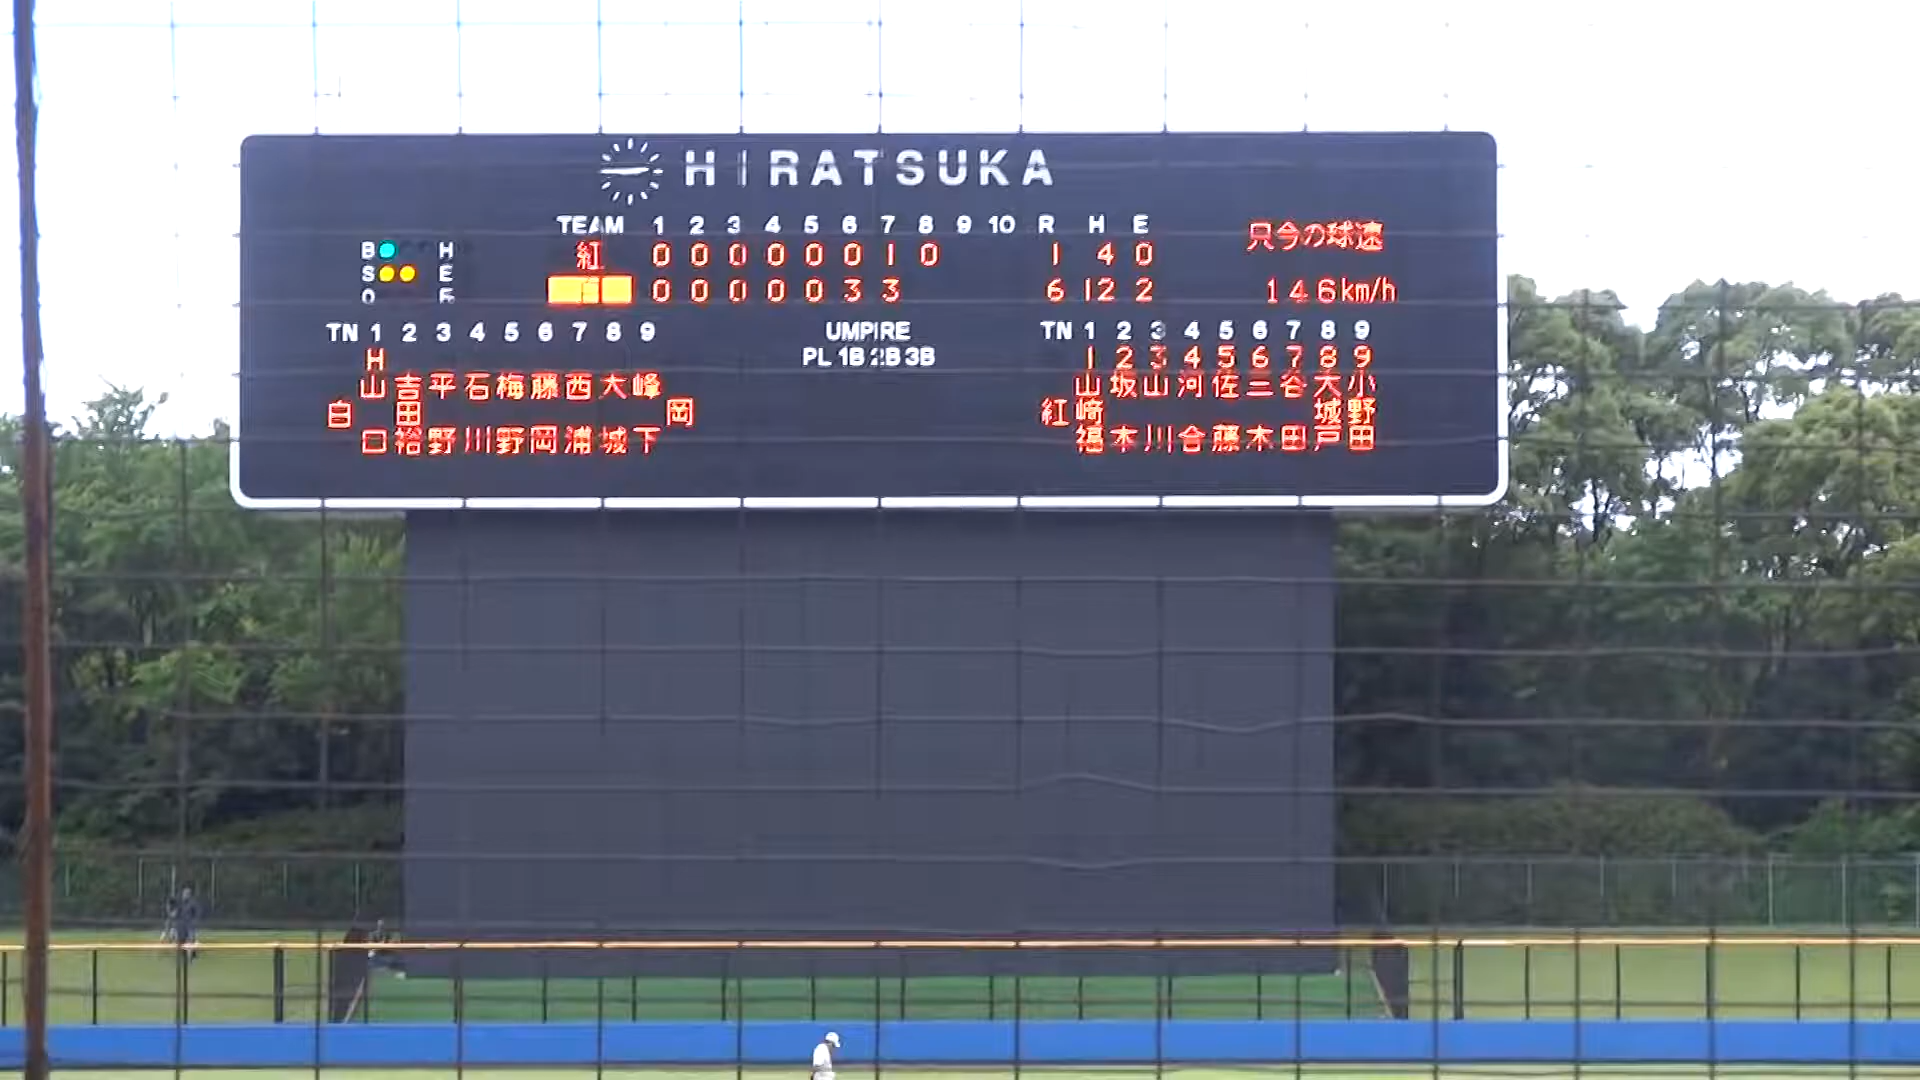 HIRATSUKA
TEAM 1 2 3 4 5 6 7 8 9 10 R H E
紅 0 0 0 0 0 0 1 0 1 4 0
0 0 0 0 0 3 3 6 12 2
B H
S E
O
只今の球速
146km/h
TN 1 2 3 4 5 6 7 8 9
H
白 山口 吉田裕 平野 石川 梅野 藤岡 西浦 大城 峰下 岡
UMPIRE
PL 1B 2B 3B
TN 1 2 3 4 5 6 7 8 9
1 2 3 4 5 6 7 8 9
紅 山崎福 坂本 山川 河合 佐藤 三木 谷田 大城戸 小野田